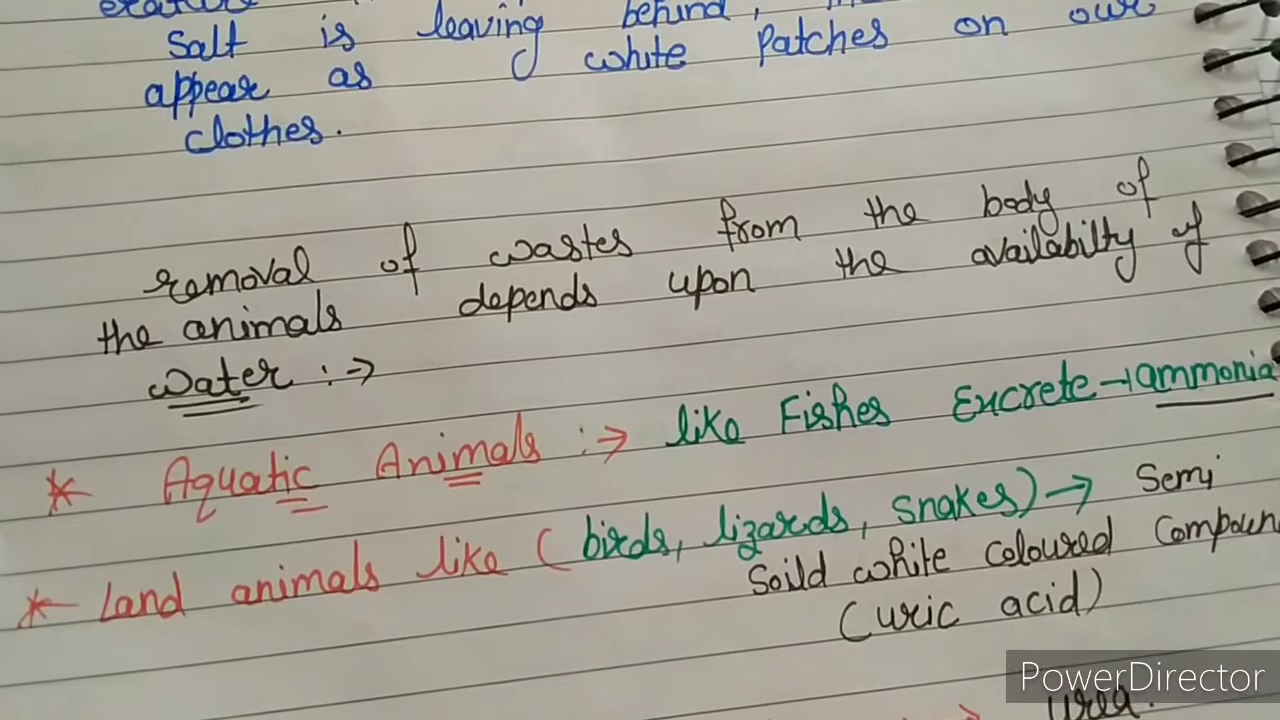 Salt is leaving behind,
appear as white patches on our
clothes.
removal of wastes from the body of
the animals depends upon the availabilty of
water :→
* Aquatic Animals :→ like Fishes Excrete → ammonia
* Land animals like (birds, lizards, snakes) → Semi
Soild white coloured Compoun
(uric acid)
urea.
PowerDirector